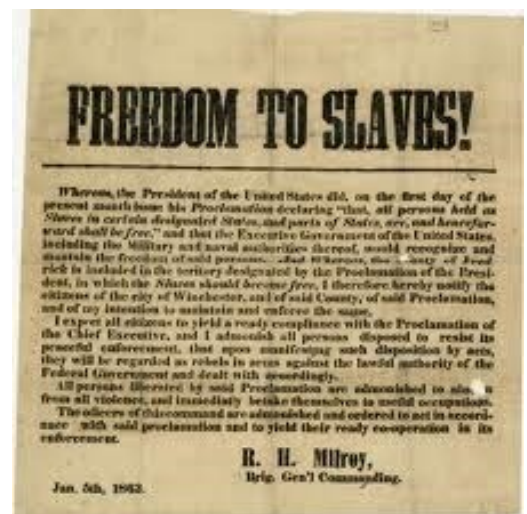 FREEDOM TO SLAVES!
Whereas, the President of the United States did, on the first day of the
present month issue his Proclamation declaring "that, all persons held as
Slaves in certain designated States, and parts of States, are, and hencefor-
ward shall be free," and that the Executive Government of the United States,
including the Military and naval authorities thereof, would recognize and
maintain the freedom of said persons. And Whereas, the county of Fred
rick is included in the territory designated by the Proclamation of the Presi-
dent, in which the Slaves should become free, I therefore hereby notify the
citizens of the city of Winchester, and of said County, of said Proclamation,
and of my intention to maintain and enforce the same.
I expect all citizens to yield a ready compliance with the Proclamation of
the Chief Executive, and I admonish all persons disposed to resist its
peaceful enforcement, that upon manifesting such disposition by acts,
they will be regarded as rebels in arms against the lawful authority of the
Federal Government and dealt with accordingly.
All persons liberated by said Proclamation are admonished to abstain
from all violence, and immediately betake themselves to useful occupations.
The officers of this command are admonished and ordered to act in accord-
ance with said proclamation and to yield their ready co-operation in its
enforcement.
R. H. Milroy,
Brig. Gen'l Commanding.
Jan. 5th, 1863.